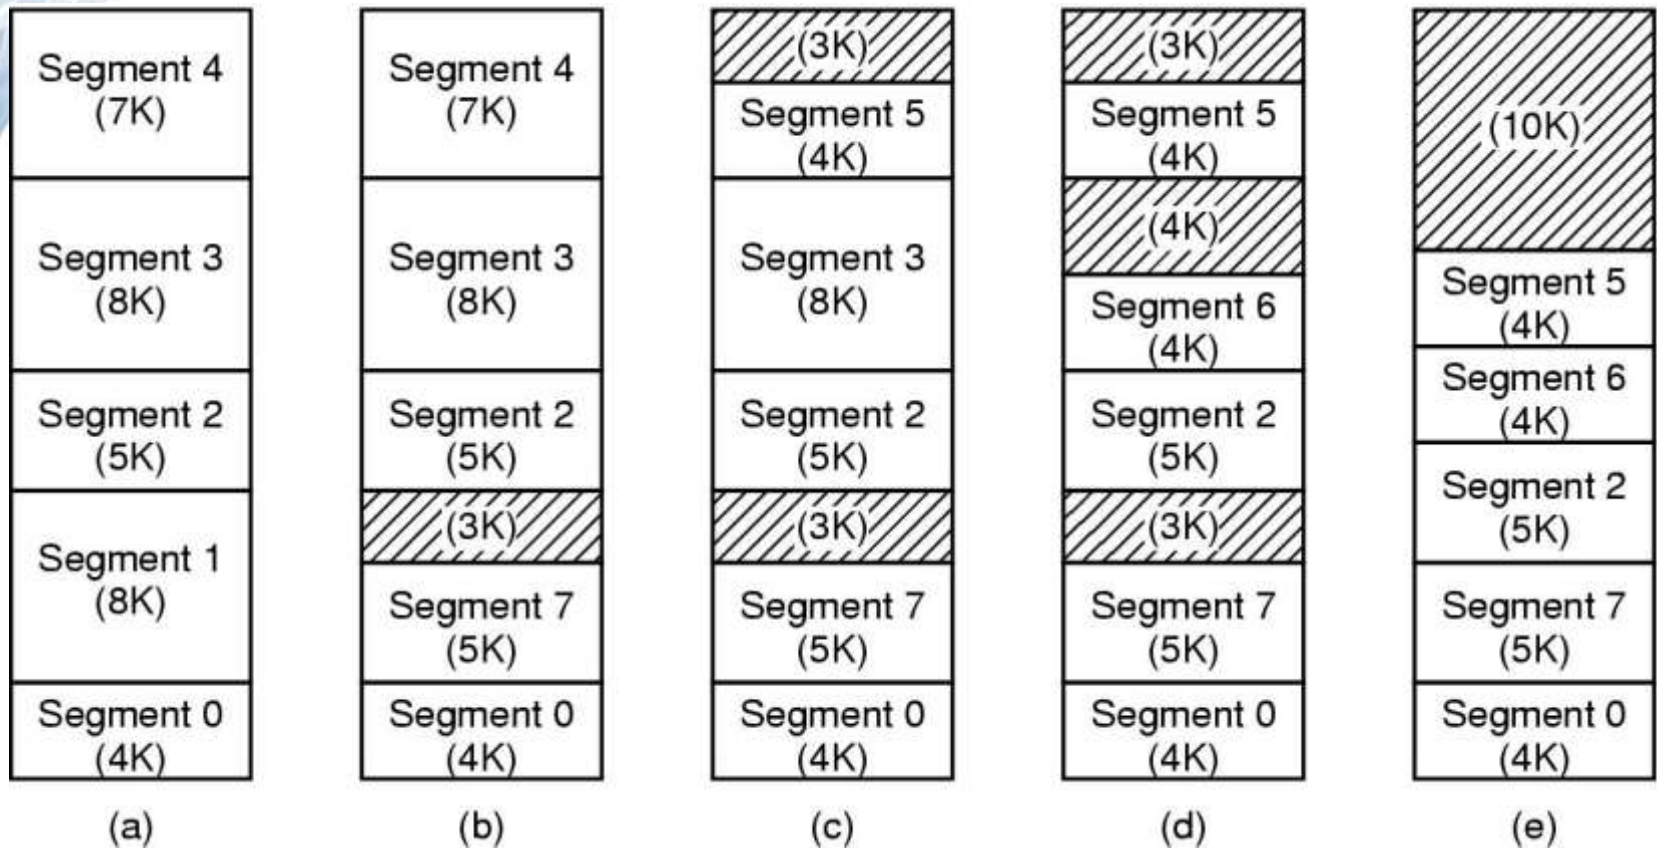 Segment 4
(7K)
Segment 3
(8K)
Segment 2
(5K)
Segment 1
(8K)
Segment 0
(4K)
(a)
Segment 4
(7K)
Segment 3
(8K)
Segment 2
(5K)
(3K)
Segment 7
(5K)
Segment 0
(4K)
(b)
(3K)
Segment 5
(4K)
Segment 3
(8K)
Segment 2
(5K)
(3K)
Segment 7
(5K)
Segment 0
(4K)
(c)
(3K)
Segment 5
(4K)
(4K)
Segment 6
(4K)
Segment 2
(5K)
(3K)
Segment 7
(5K)
Segment 0
(4K)
(d)
(10K)
Segment 5
(4K)
Segment 6
(4K)
Segment 2
(5K)
Segment 7
(5K)
Segment 0
(4K)
(e)